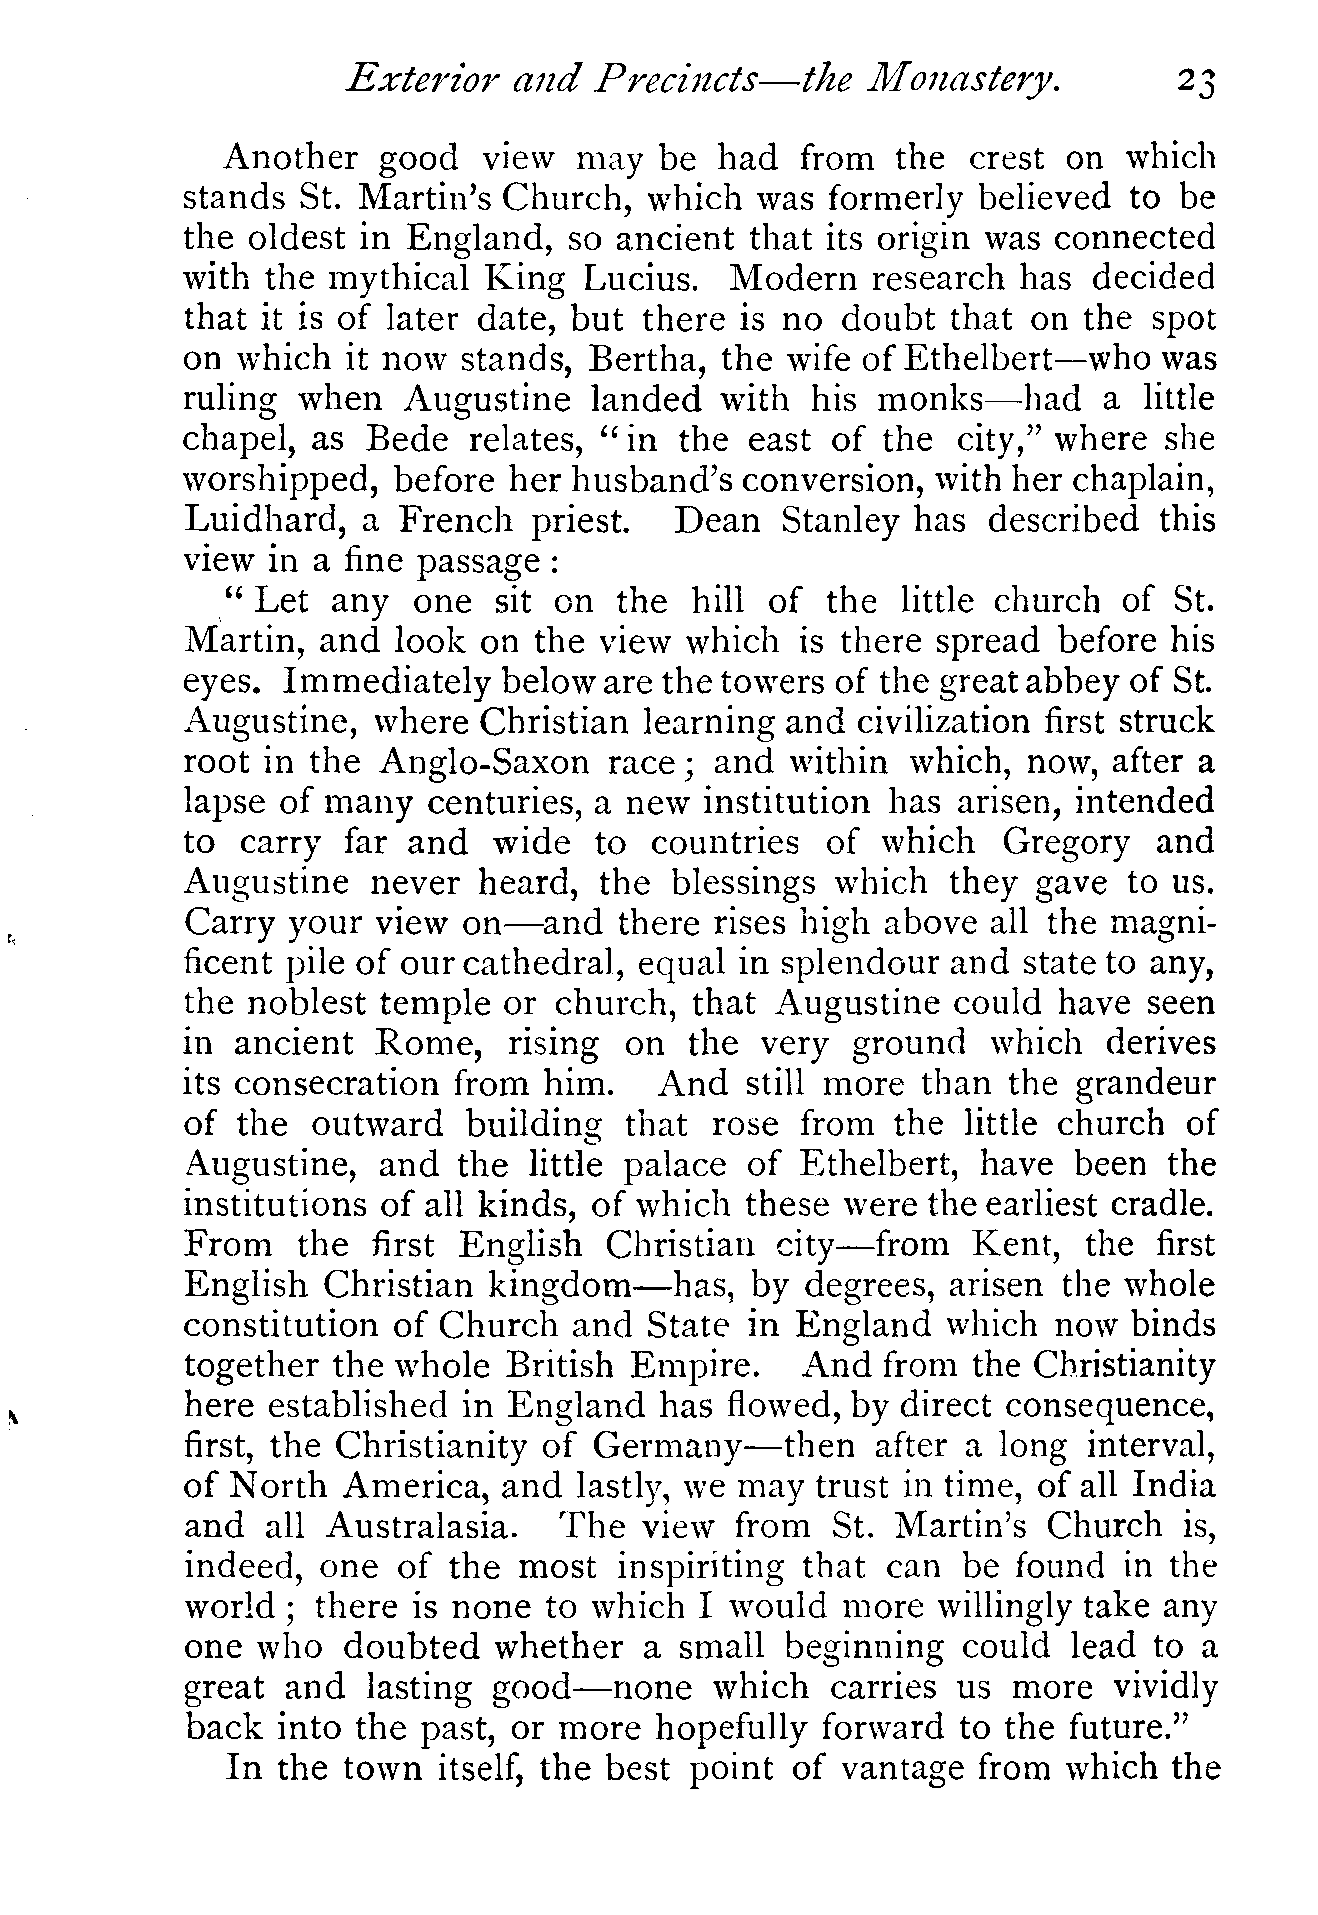 Exterior and Precincts—the Monastery. 23
Another good view may be had from the crest on which
stands St. Martin's Church, which was formerly believed to be
the oldest in England, so ancient that its origin was connected
with the mythical King Lucius. Modern research has decided
that it is of later date, but there is no doubt that on the spot
on which it now stands, Bertha, the wife of Ethelbert—who was
ruling when Augustine landed with his monks—had a little
chapel, as Bede relates, “in the east of the city,” where she
worshipped, before her husband's conversion, with her chaplain,
Luidhard, a French priest. Dean Stanley has described this
view in a fine passage :
“ Let any one sit on the hill of the little church of St.
Martin, and look on the view which is there spread before his
eyes. Immediately below are the towers of the great abbey of St.
Augustine, where Christian learning and civilization first struck
root in the Anglo-Saxon race ; and within which, now, after a
lapse of many centuries, a new institution has arisen, intended
to carry far and wide to countries of which Gregory and
Augustine never heard, the blessings which they gave to us.
Carry your view on—and there rises high above all the magni-
ficent pile of our cathedral, equal in splendour and state to any,
the noblest temple or church, that Augustine could have seen
in ancient Rome, rising on the very ground which derives
its consecration from him. And still more than the grandeur
of the outward building that rose from the little church of
Augustine, and the little palace of Ethelbert, have been the
institutions of all kinds, of which these were the earliest cradle.
From the first English Christian city—from Kent, the first
English Christian kingdom—has, by degrees, arisen the whole
constitution of Church and State in England which now binds
together the whole British Empire. And from the Christianity
here established in England has flowed, by direct consequence,
first, the Christianity of Germany—then after a long interval,
of North America, and lastly, we may trust in time, of all India
and all Australasia. The view from St. Martin's Church is,
indeed, one of the most inspiriting that can be found in the
world ; there is none to which I would more willingly take any
one who doubted whether a small beginning could lead to a
great and lasting good—none which carries us more vividly
back into the past, or more hopefully forward to the future.”
In the town itself, the best point of vantage from which the